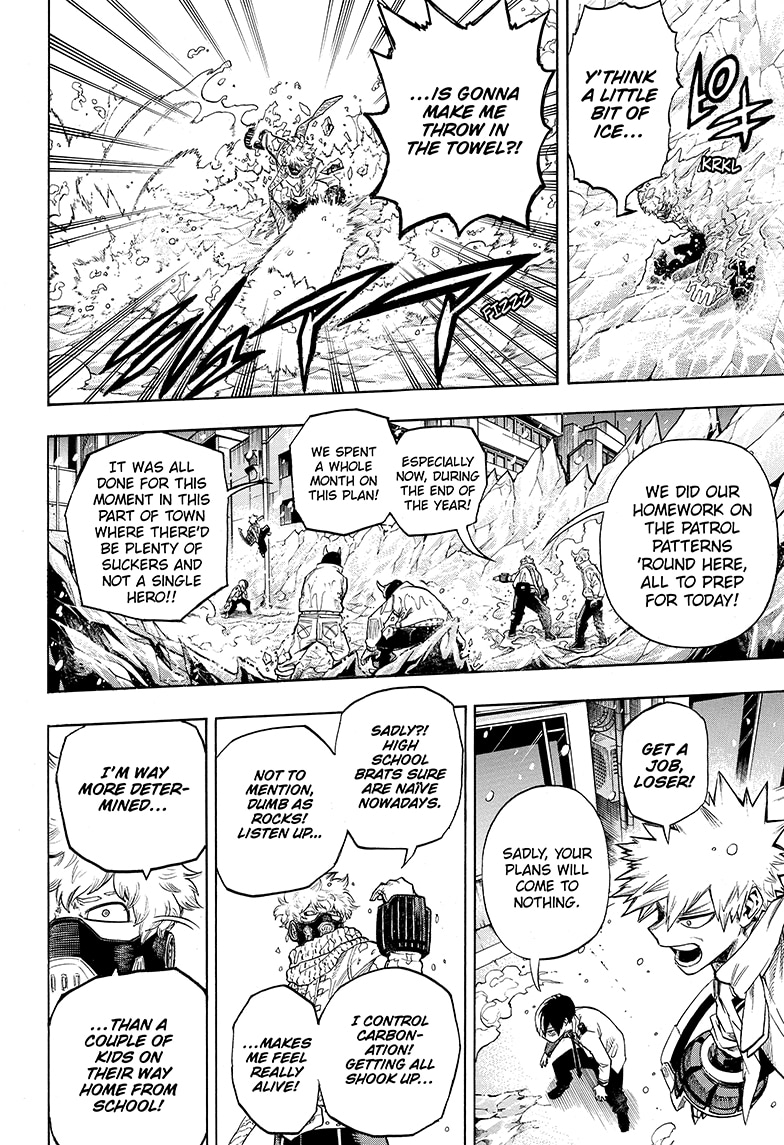 Y'THINK
A LITTLE
BIT OF
ICE...
KRKL
...IS GONNA
MAKE ME
THROW IN
THE TOWEL?!
FIZZZ
WE DID OUR
HOMEWORK ON
THE PATROL
PATTERNS
'ROUND HERE,
ALL TO PREP
FOR TODAY!
ESPECIALLY
NOW, DURING
THE END OF
THE YEAR!
WE SPENT
A WHOLE
MONTH ON
THIS PLAN!
IT WAS ALL
DONE FOR THIS
MOMENT IN THIS
PART OF TOWN
WHERE THERE'D
BE PLENTY OF
SUCKERS AND
NOT A SINGLE
HERO!!
GET A
JOB,
LOSER!
SADLY, YOUR
PLANS WILL
COME TO
NOTHING.
SADLY?!
HIGH
SCHOOL
BRATS SURE
ARE NAÏVE
NOWADAYS.
NOT TO
MENTION,
DUMB AS
ROCKS!
LISTEN UP...
I CONTROL
CARBON-
ATION!
GETTING ALL
SHOOK UP...
...MAKES
ME FEEL
REALLY
ALIVE!
I'M WAY
MORE DETER-
MINED...
...THAN A
COUPLE OF
KIDS ON
THEIR WAY
HOME FROM
SCHOOL!